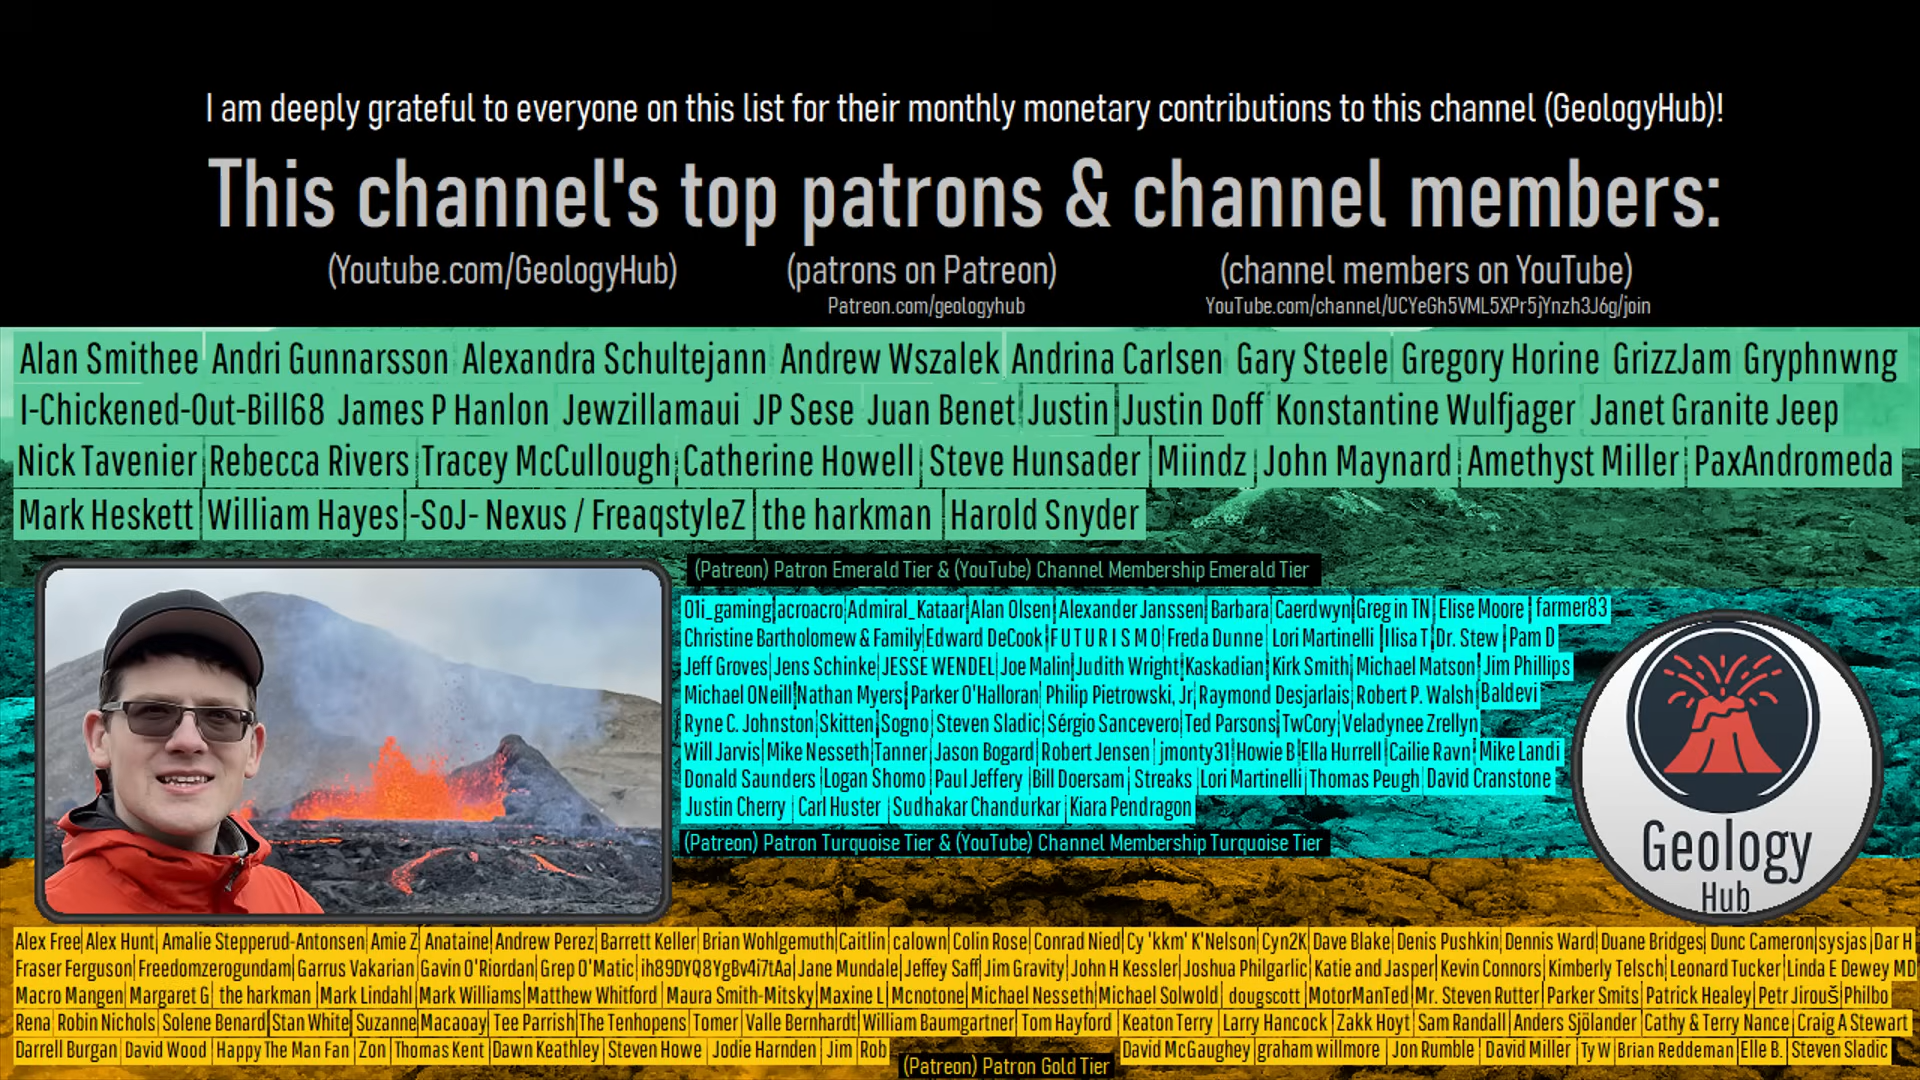 I am deeply grateful to everyone on this list for their monthly monetary contributions to this channel (GeologyHub)!
This channel's top patrons & channel members:
(Youtube.com/GeologyHub) (patrons on Patreon) (channel members on YouTube)
Patreon.com/geologyhub YouTube.com/channel/UCYeGh5VML5XPr5jYnzh3J6g/join
Alan Smithee Andri Gunnarsson Alexandra Schultejann Andrew Wszalek Andrina Carlsen Gary Steele Gregory Horine GrizzJam Gryphnwng
I-Chickened-Out-Bill68 James P Hanlon Jewzillamaui JP Sese Juan Benet Justin Justin Doff Konstantine Wulfjager Janet Granite Jeep
Nick Tavenier Rebecca Rivers Tracey McCullough Catherine Howell Steve Hunsader Miindz John Maynard Amethyst Miller PaxAndromeda
Mark Heskett William Hayes -SoJ- Nexus / FreaqstyleZ the harkman Harold Snyder
(Patreon) Patron Emerald Tier & (YouTube) Channel Membership Emerald Tier
01i_gaming acroacro Admiral_Kataar Alan Olsen Alexander Janssen Barbara Caerdwyn Greg in TN Elise Moore farmer83
Christine Bartholomew & Family Edward DeCook F U T U R I S M O Freda Dunne Lori Martinelli Ilisa T Dr. Stew Pam D
Jeff Groves Jens Schinke JESSE WENDEL Joe Malin Judith Wright Kaskadian Kirk Smith Michael Matson Jim Phillips
Michael ONeill Nathan Myers Parker O'Halloran Philip Pietrowski, Jr Raymond Desjarlais Robert P. Walsh Baldevi
Ryne C. Johnston Skitten Sogno Steven Sladic Sérgio Sancevero Ted Parsons TwCory Veladynee Zrellyn
Will Jarvis Mike Nesseth Tanner Jason Bogard Robert Jensen jmonty31 Howie B Ella Hurrell Cailie Ravn Mike Landi
Donald Saunders Logan Shomo Paul Jeffery Bill Doersam Streaks Lori Martinelli Thomas Peugh David Cranstone
Justin Cherry Carl Huster Sudhakar Chandurkar Kiara Pendragon
(Patreon) Patron Turquoise Tier & (YouTube) Channel Membership Turquoise Tier
Geology
Hub
Alex Free Alex Hunt Amalie Stepperud-Antonsen Amie Z Anataine Andrew Perez Barrett Keller Brian Wohlgemuth Caitlin calown Colin Rose Conrad Nied Cy 'kkm' K'Nelson Cyn2K Dave Blake Denis Pushkin Dennis Ward Duane Bridges Dunc Cameron sysjas Dar H
Fraser Ferguson Freedomzerogundam Garrus Vakarian Gavin O'Riordan Grep O'Matic ih89DYQ8YgBv4i7tAa Jane Mundale Jeffey Saff Jim Gravity John H Kessler Joshua Philgarlic Katie and Jasper Kevin Connors Kimberly Telsch Leonard Tucker Linda E Dewey MD
Macro Mangen Margaret G the harkman Mark Lindahl Mark Williams Matthew Whitford Maura Smith-Mitsky Maxine L Mcnotone Michael Nesseth Michael Solwold dougscott MotorManTed Mr. Steven Rutter Parker Smits Patrick Healey Petr Jirouš Philbo
Rena Robin Nichols Solene Benard Stan White Suzanne Macaoay Tee Parrish The Tenhopens Tomer Valle Bernhardt William Baumgartner Tom Hayford Keaton Terry Larry Hancock Zakk Hoyt Sam Randall Anders Sjölander Cathy & Terry Nance Craig A Stewart
Darrell Burgan David Wood Happy The Man Fan Zon Thomas Kent Dawn Keathley Steven Howe Jodie Harnden Jim Rob David McGaughey graham willmore Jon Rumble David Miller Ty W Brian Reddeman Elle B. Steven Sladic
(Patreon) Patron Gold Tier